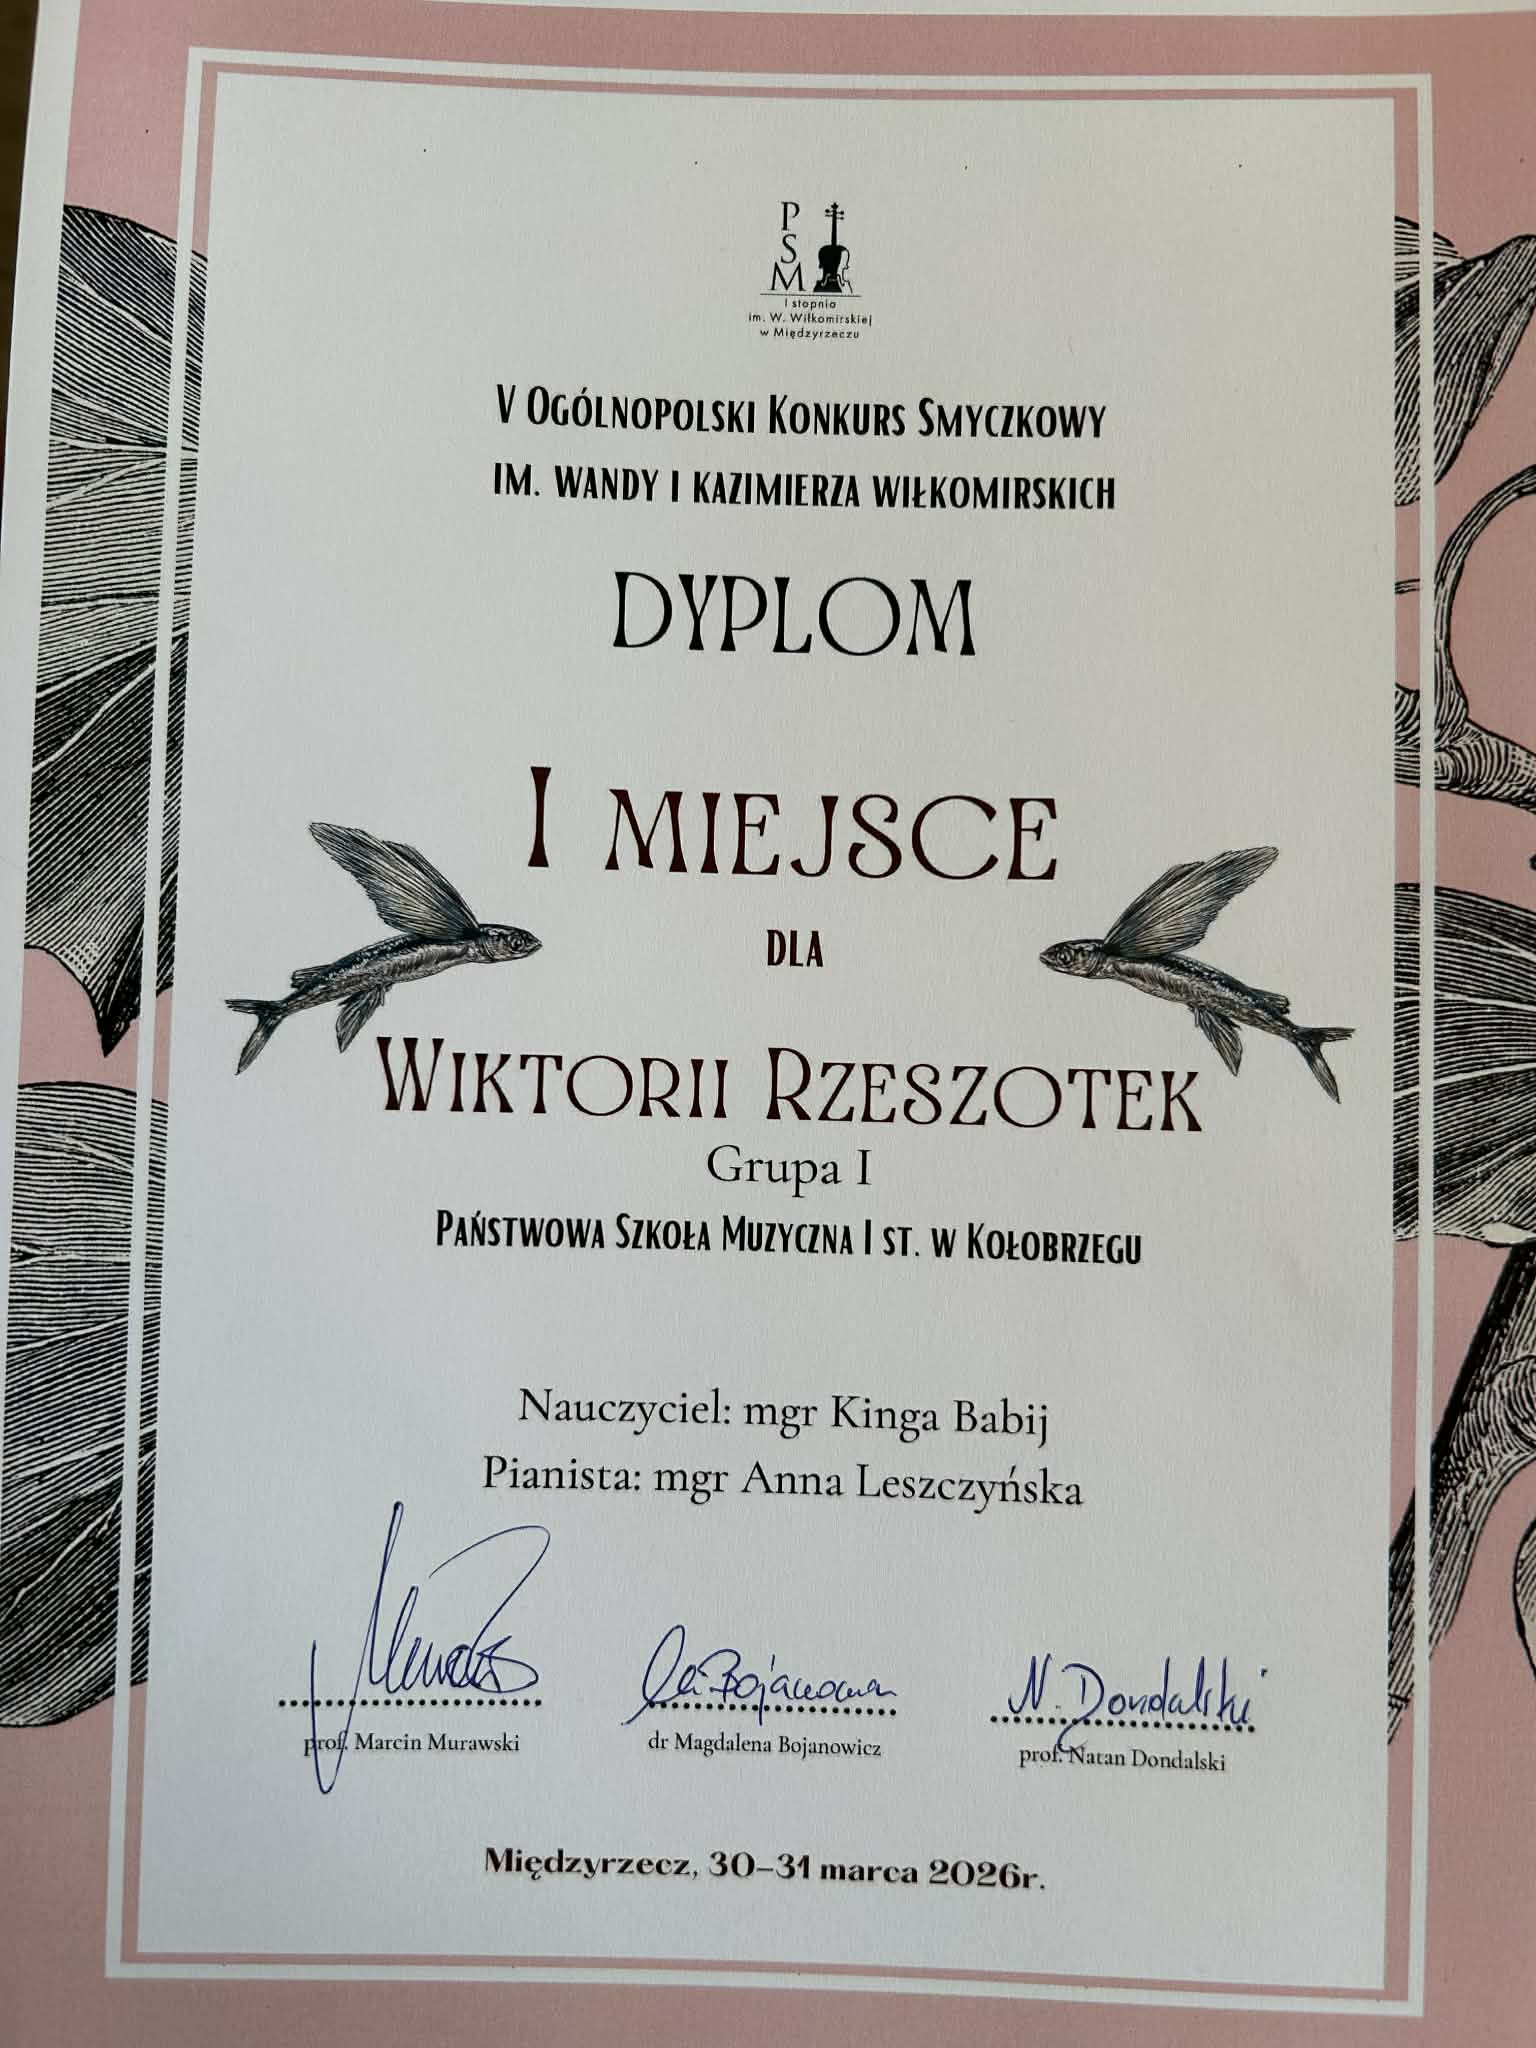 P
S
M
I stopnia
im. W. Wiłkomirskiej
w Międzyrzeczu
V Ogólnopolski Konkurs Smyczkowy
im. Wandy i Kazimierza Wiłkomirskich
DYPLOM
I MIEJSCE
DLA
WIKTORII RZESZOTEK
Grupa I
Państwowa Szkoła Muzyczna I st. w Kołobrzegu
Nauczyciel: mgr Kinga Babij
Pianista: mgr Anna Leszczyńska
N. Dondalski
prof. Marcin Murawski
dr Magdalena Bojanowicz
prof. Natan Dondalski
Międzyrzecz, 30–31 marca 2026r.